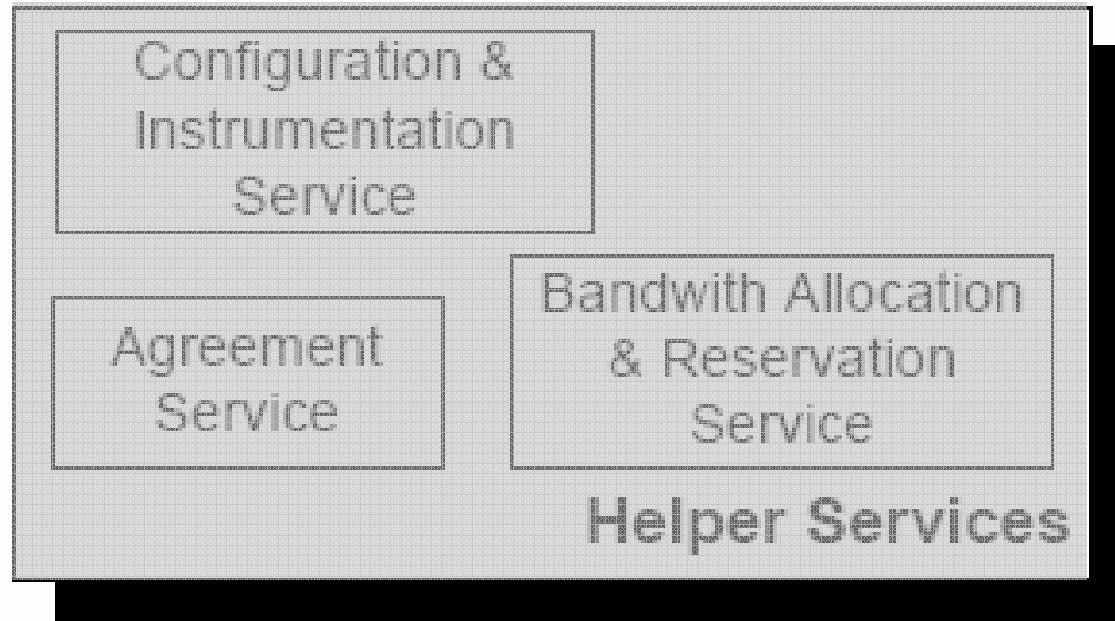 Configuration &
Instrumentation
Service
Agreement
Service
Bandwith Allocation
& Reservation
Service
Helper Services